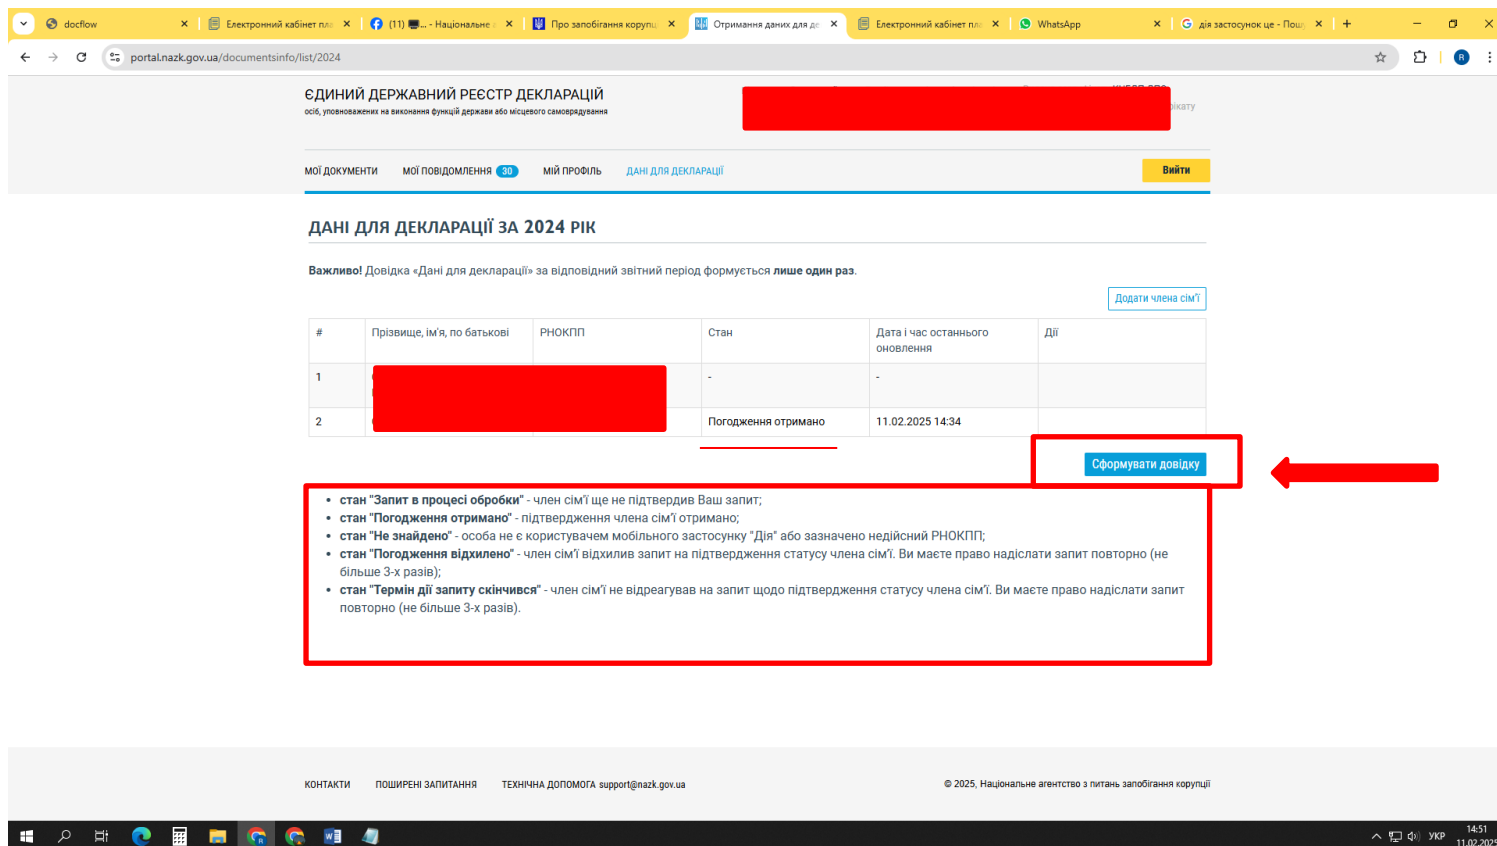 docflow
Електронний кабінет пла
(11) ... - Національне а
Про запобігання корупц
Отримання даних для де
Електронний кабінет пла
WhatsApp
дія застосунок це - Пошу
portal.nazk.gov.ua/documentsinfo/list/2024
R
ЄДИНИЙ ДЕРЖАВНИЙ РЕЄСТР ДЕКЛАРАЦІЙ
осіб, уповноважених на виконання функцій держави або місцевого самоврядування
ікату
МОЇ ДОКУМЕНТИ
МОЇ ПОВІДОМЛЕННЯ 30
МІЙ ПРОФІЛЬ
ДАНІ ДЛЯ ДЕКЛАРАЦІЇ
Вийти
ДАНІ ДЛЯ ДЕКЛАРАЦІЇ ЗА 2024 РІК
Важливо! Довідка «Дані для декларації» за відповідний звітний період формується лише один раз.
Додати члена сім'ї
# Прізвище, ім'я, по батькові РНОКПП Стан Дата і час останнього оновлення Дії
1 - -
2 Погодження отримано 11.02.2025 14:34
Сформувати довідку
• стан "Запит в процесі обробки" - член сім'ї ще не підтвердив Ваш запит;
• стан "Погодження отримано" - підтвердження члена сім'ї отримано;
• стан "Не знайдено" - особа не є користувачем мобільного застосунку "Дія" або зазначено недійсний РНОКПП;
• стан "Погодження відхилено" - член сім'ї відхилив запит на підтвердження статусу члена сім'ї. Ви маєте право надіслати запит повторно (не
більше 3-х разів);
• стан "Термін дії запиту скінчився" - член сім'ї не відреагував на запит щодо підтвердження статусу члена сім'ї. Ви маєте право надіслати запит
повторно (не більше 3-х разів).
КОНТАКТИ
ПОШИРЕНІ ЗАПИТАННЯ
ТЕХНІЧНА ДОПОМОГА support@nazk.gov.ua
© 2025, Національне агентство з питань запобігання корупції
УКР
14:51
11.02.2025